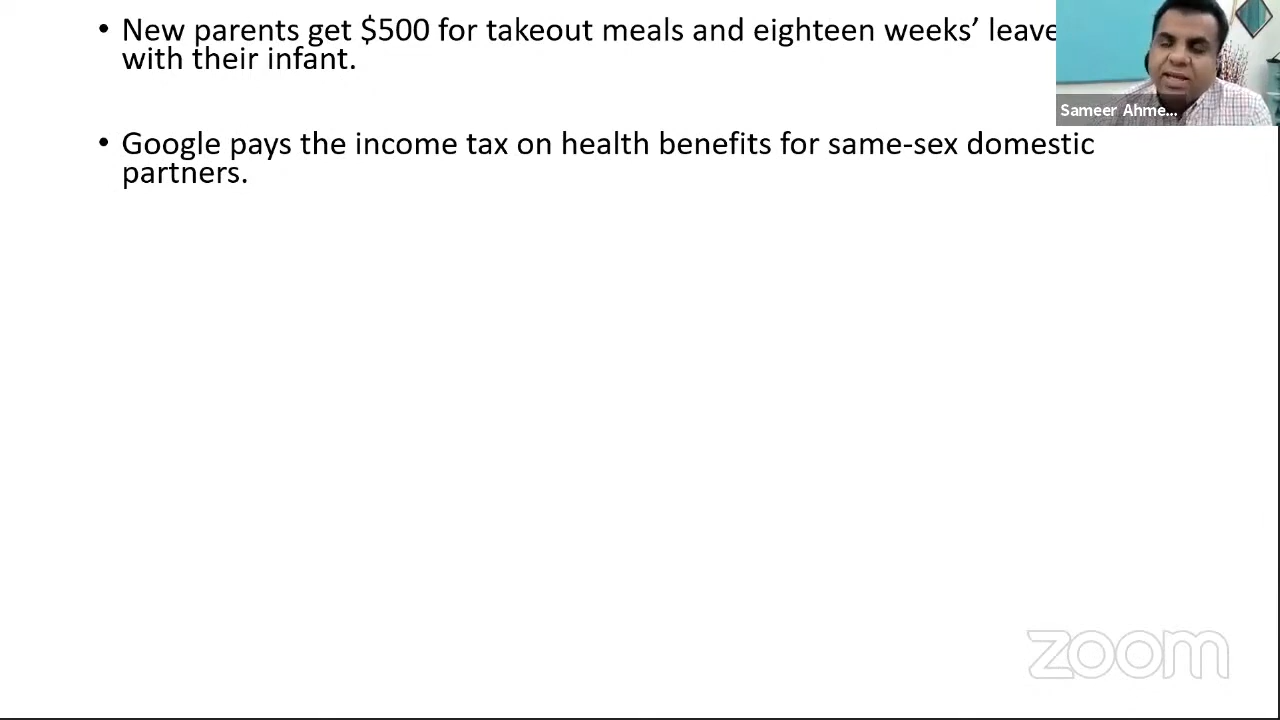 • New parents get $500 for takeout meals and eighteen weeks’ leave
with their infant.
Sameer Ahme...
• Google pays the income tax on health benefits for same-sex domestic
partners.
zoom